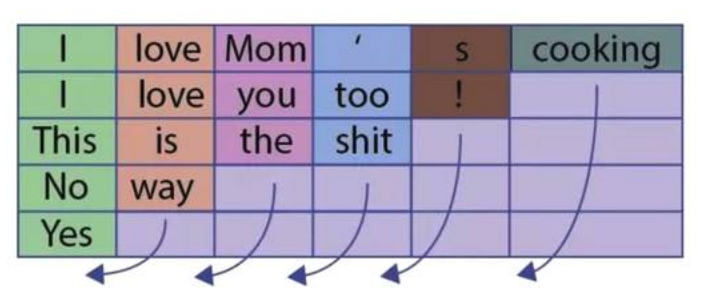 I love Mom ‘ s cooking
I love you too !
This is the shit
No way
Yes